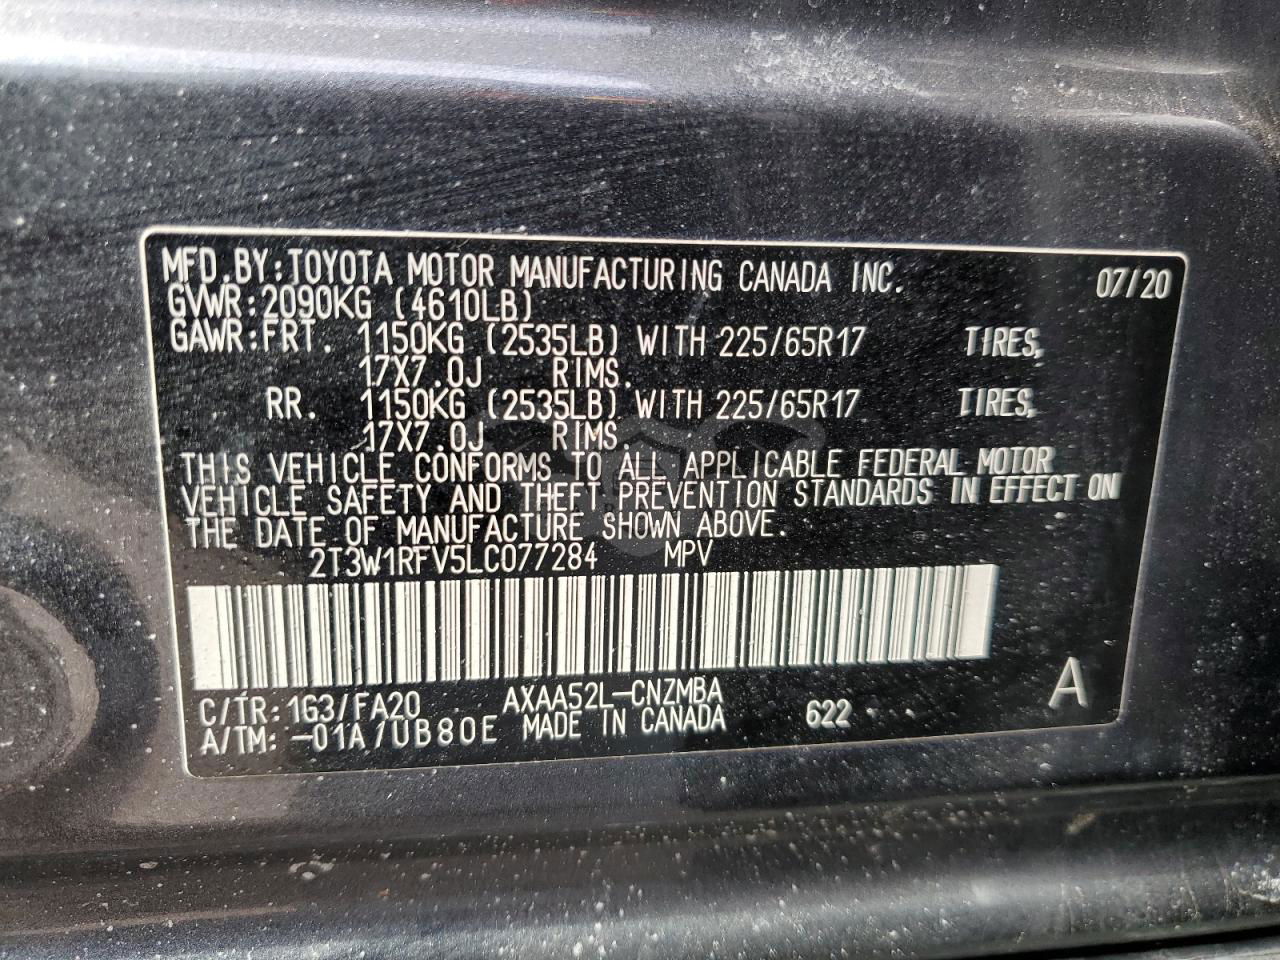 MFD.BY:TOYOTA MOTOR MANUFACTURING CANADA INC. 07/20
GVWR:2090KG (4610LB)
GAWR:FRT. 1150KG (2535LB) WITH 225/65R17 TIRES,
17X7.0J RIMS.
RR. 1150KG (2535LB) WITH 225/65R17 TIRES,
17X7.0J RIMS.
THIS VEHICLE CONFORMS TO ALL APPLICABLE FEDERAL MOTOR
VEHICLE SAFETY AND THEFT PREVENTION STANDARDS IN EFFECT ON
THE DATE OF MANUFACTURE SHOWN ABOVE.
2T3W1RFV5LC077284 MPV
C/TR:1G3/FA20 AXAA52L-CNZMBA
A/TM:-01A/UB80E MADE IN CANADA 622 A